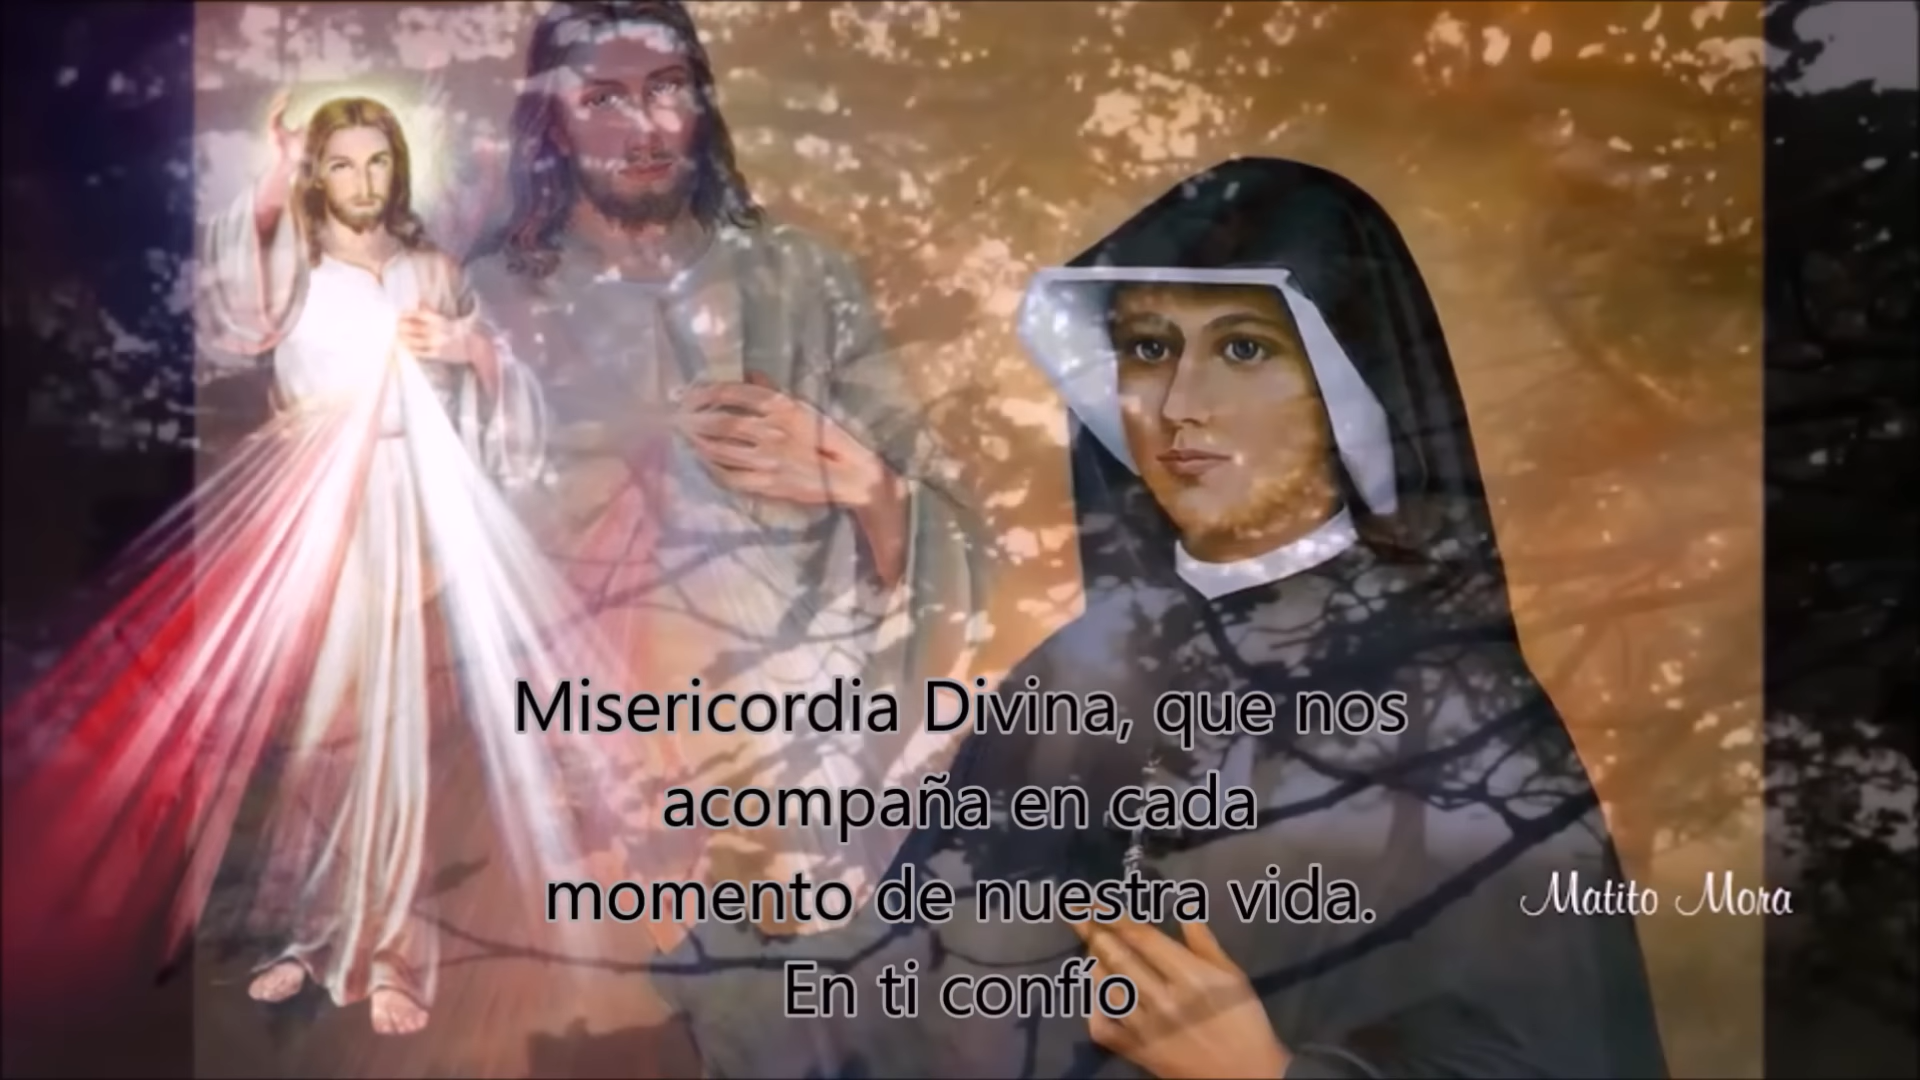 Misericordia Divina, que nos
acompaña en cada
momento de nuestra vida.
En ti confío
Matito Mora